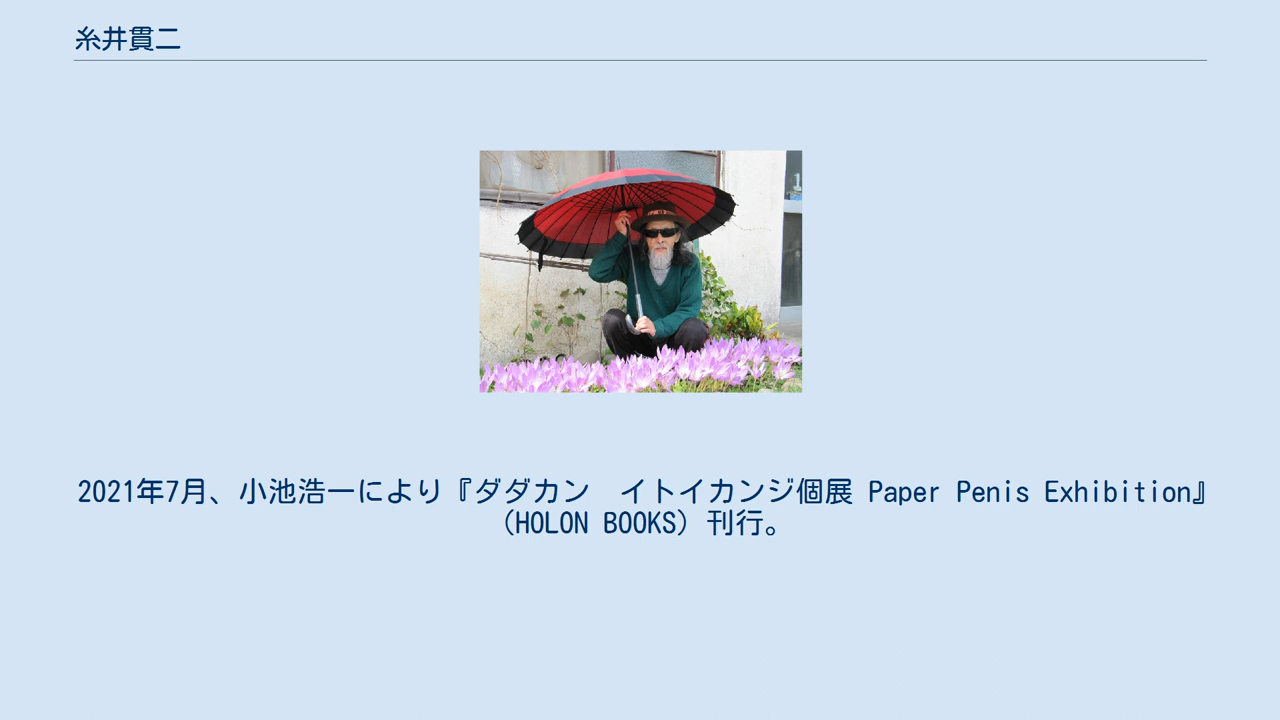 糸井貫二
2021年7月、小池浩一により『ダダカン　イトイカンジ個展 Paper Penis Exhibition』
（HOLON BOOKS）刊行。